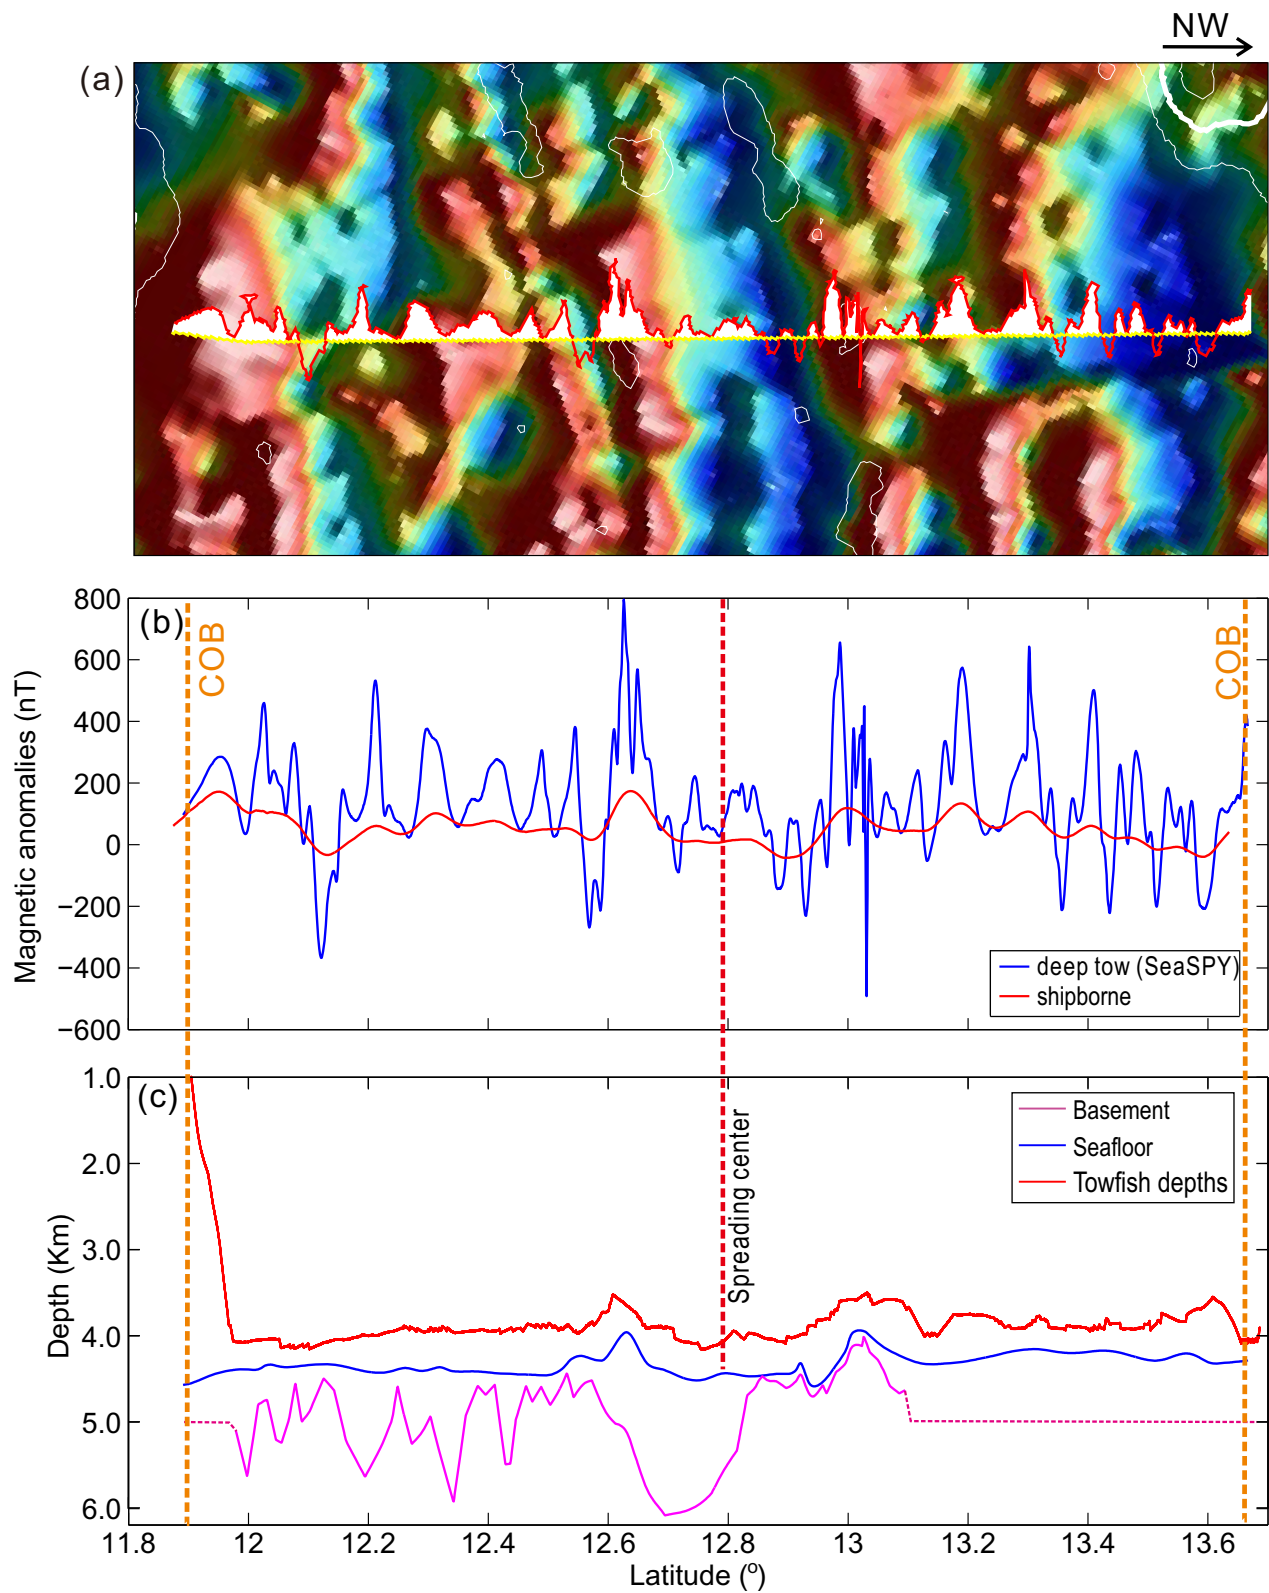 NW
(a)
800
600
400
200
0
−200
−400
−600
Magnetic anomalies (nT)
(b)
COB
COB
deep tow (SeaSPY)
shipborne
1.0
2.0
3.0
4.0
5.0
6.0
Depth (Km)
(c)
Spreading center
Basement
Seafloor
Towfish depths
11.8
12
12.2
12.4
12.6
12.8
13
13.2
13.4
13.6
Latitude (o)